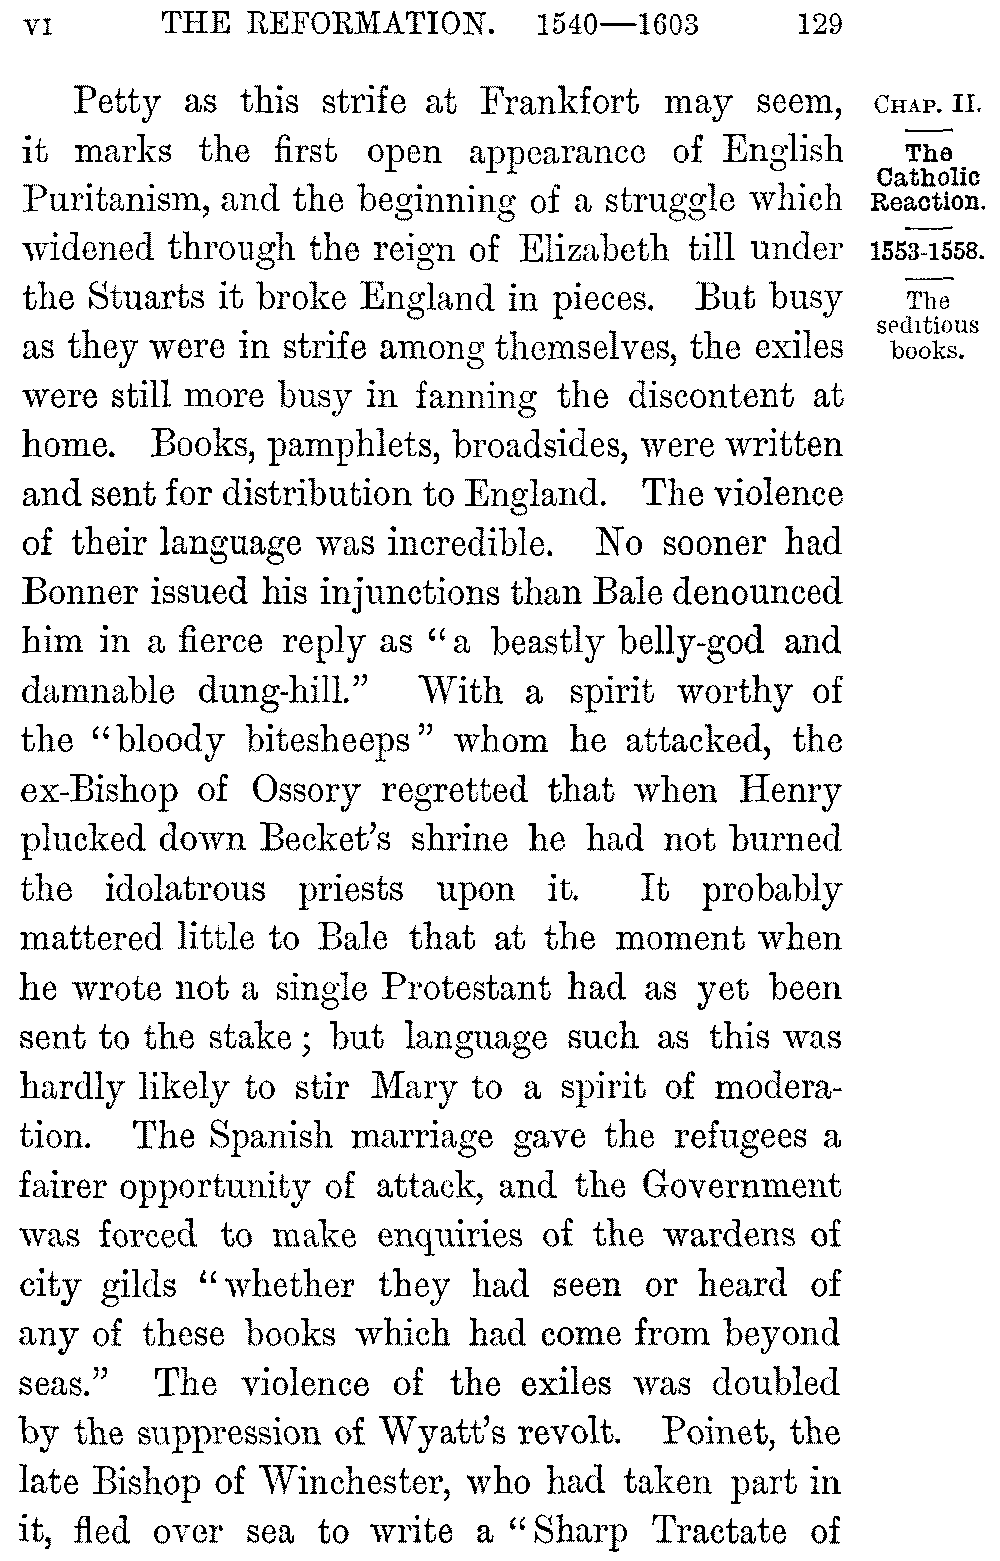 VI THE REFORMATION. 1540—1603 129
Petty as this strife at Frankfort may seem,
it marks the first open appearance of English
Puritanism, and the beginning of a struggle which
widened through the reign of Elizabeth till under
the Stuarts it broke England in pieces. But busy
as they were in strife among themselves, the exiles
were still more busy in fanning the discontent at
home. Books, pamphlets, broadsides, were written
and sent for distribution to England. The violence
of their language was incredible. No sooner had
Bonner issued his injunctions than Bale denounced
him in a fierce reply as “a beastly belly-god and
damnable dung-hill.” With a spirit worthy of
the “bloody bitesheeps” whom he attacked, the
ex-Bishop of Ossory regretted that when Henry
plucked down Becket’s shrine he had not burned
the idolatrous priests upon it. It probably
mattered little to Bale that at the moment when
he wrote not a single Protestant had as yet been
sent to the stake; but language such as this was
hardly likely to stir Mary to a spirit of modera-
tion. The Spanish marriage gave the refugees a
fairer opportunity of attack, and the Government
was forced to make enquiries of the wardens of
city gilds “whether they had seen or heard of
any of these books which had come from beyond
seas.” The violence of the exiles was doubled
by the suppression of Wyatt’s revolt. Poinet, the
late Bishop of Winchester, who had taken part in
it, fled over sea to write a “Sharp Tractate of
CHAP. II.
The
Catholic
Reaction.
1553-1558.
The
seditious
books.